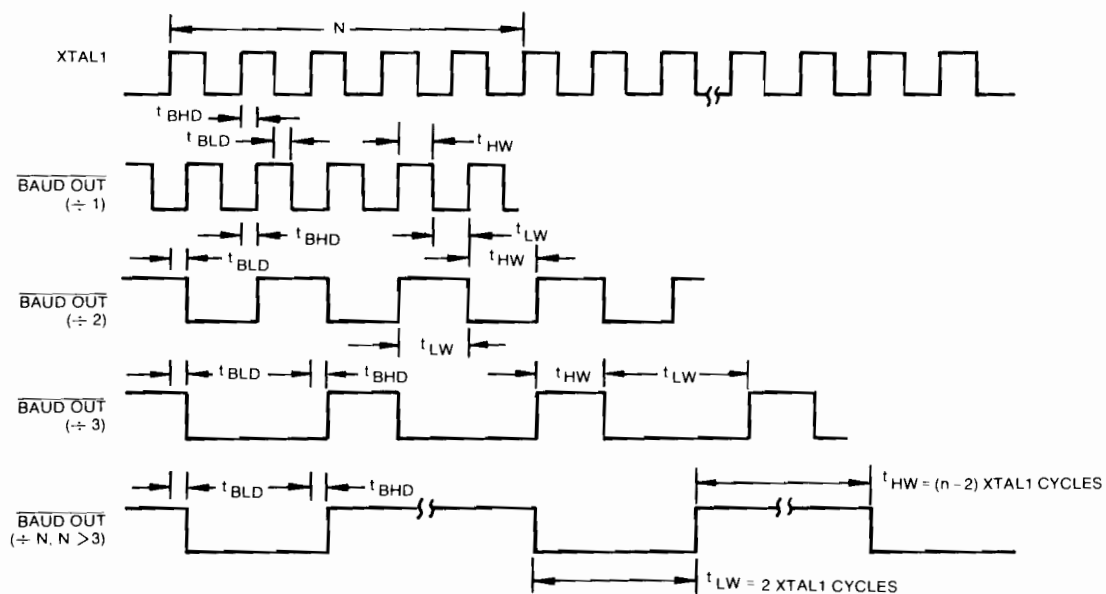 N
XTAL1
tBHD
tBLD
tHW
BAUD OUT
(÷ 1)
tBHD
tLW
tBLD
tHW
BAUD OUT
(÷ 2)
tLW
tBLD
tBHD
tHW
tLW
BAUD OUT
(÷ 3)
tBLD
tBHD
tHW = (n – 2) XTAL1 CYCLES
BAUD OUT
(÷ N, N >3)
tLW = 2 XTAL1 CYCLES